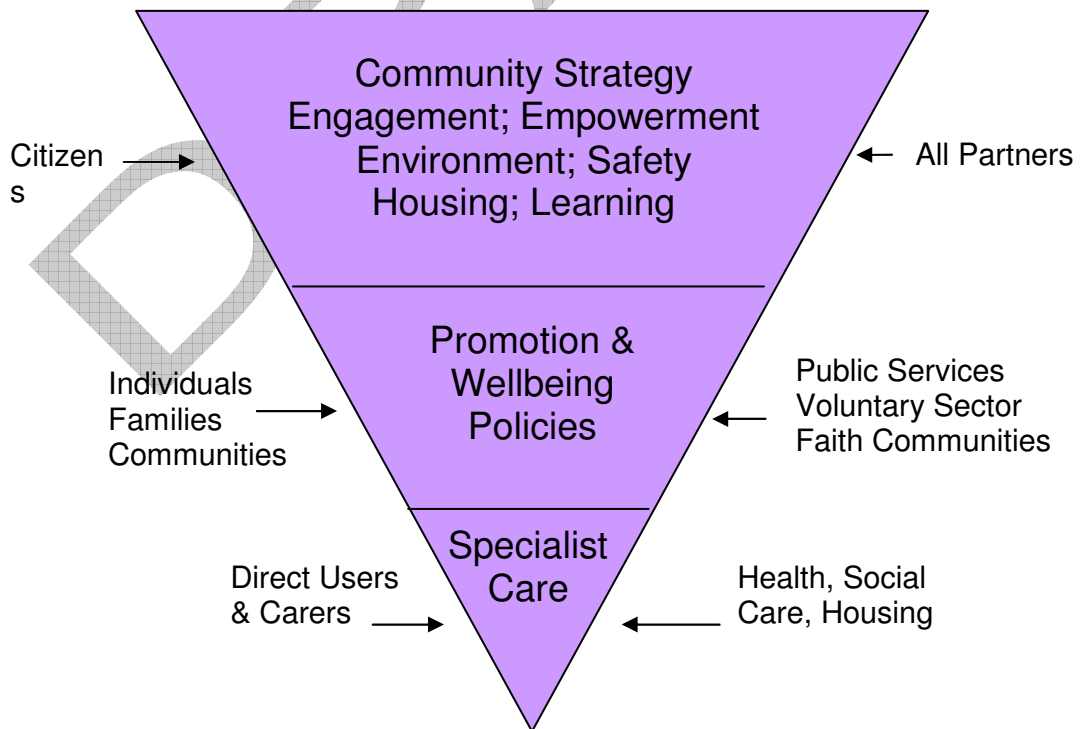 Community Strategy
Engagement; Empowerment
Environment; Safety
Housing; Learning
Citizen
s
All Partners
Promotion &
Wellbeing
Policies
Individuals
Families
Communities
Public Services
Voluntary Sector
Faith Communities
Specialist
Care
Direct Users
& Carers
Health, Social
Care, Housing